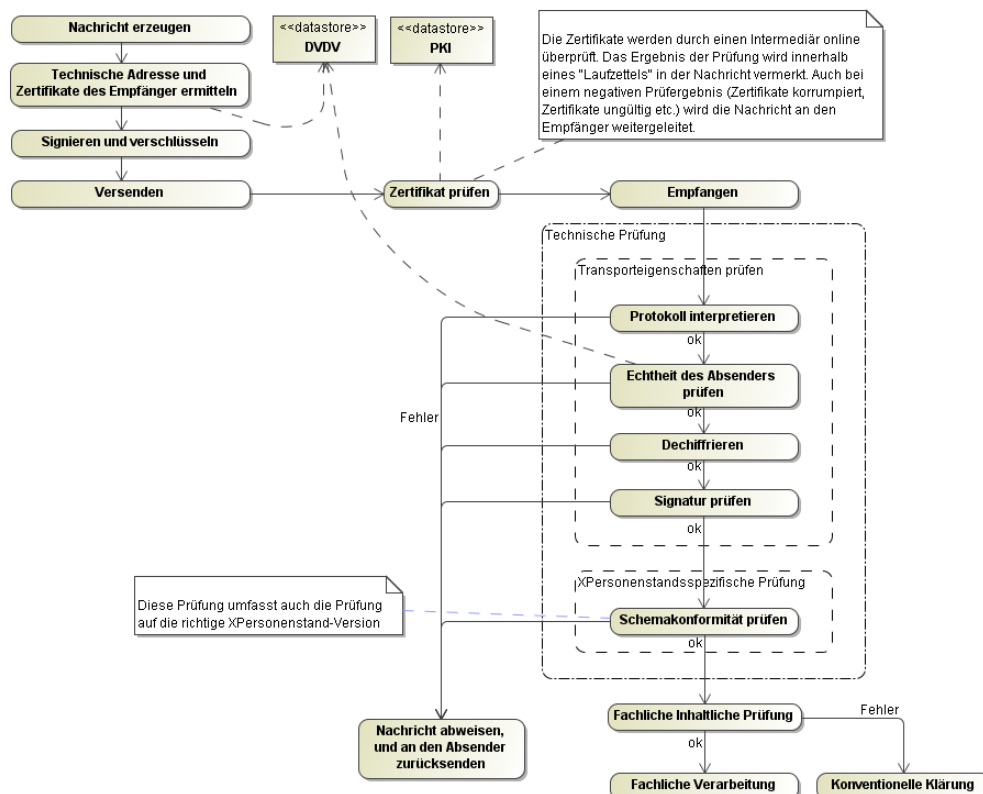 Nachricht erzeugen
<<datastore>>
DVDV
<<datastore>>
PKI
Die Zertifikate werden durch einen Intermediär online
überprüft. Das Ergebnis der Prüfung wird innerhalb
eines "Laufzettels" in der Nachricht vermerkt. Auch bei
einem negativen Prüfergebnis (Zertifikate korrumpiert,
Zertifikate ungültig etc.) wird die Nachricht an den
Empfänger weitergeleitet.
Technische Adresse und
Zertifikate des Empfänger ermitteln
Signieren und verschlüsseln
Versenden
Zertifikat prüfen
Empfangen
Technische Prüfung
Transporteigenschaften prüfen
Protokoll interpretieren
ok
Echtheit des Absenders
prüfen
ok
Fehler
Dechiffrieren
ok
Signatur prüfen
ok
XPersonenstandsspezifische Prüfung
Diese Prüfung umfasst auch die Prüfung
auf die richtige XPersonenstand-Version
Schemakonformität prüfen
ok
Fachliche Inhaltliche Prüfung
Fehler
Nachricht abweisen,
und an den Absender
zurücksenden
ok
Fachliche Verarbeitung
Konventionelle Klärung